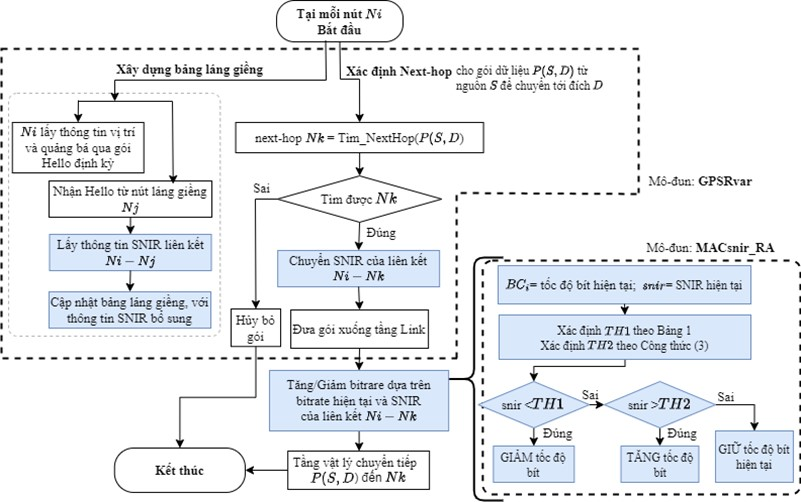 Tại mỗi nút Ni
Bắt đầu
Xây dựng bảng láng giềng
Xác định Next-hop cho gói dữ liệu P(S, D) từ
nguồn S để chuyển tới đích D
Ni lấy thông tin vị trí
và quảng bá qua gói
Hello định kỳ
next-hop Nk = Tim_NextHop(P(S, D)
Nhận Hello từ nút láng giềng
Nj
Sai
Tìm được Nk
Đúng
Mô-đun: GPSRvar
Lấy thông tin SNIR liên kết
Ni − Nj
Chuyển SNIR của liên kết
Ni − Nk
Mô-đun: MACsnir_RA
Cập nhật bảng láng giềng, với
thông tin SNIR bổ sung
BCi= tốc độ bít hiện tại; snir= SNIR hiện tại
Hủy bỏ
gói
Đưa gói xuống tầng Link
Xác định TH1 theo Bảng 1
Xác định TH2 theo Công thức (3)
Tăng/Giảm bitrare dựa trên
bitrate hiện tại và SNIR
của liên kết Ni − Nk
snir <TH1
Sai
snir >TH2
Sai
Đúng
Đúng
GIẢM tốc độ
bít
TĂNG tốc độ
bít
GIỮ tốc độ bít
hiện tại
Kết thúc
Tầng vật lý chuyển tiếp
P(S, D) đến Nk